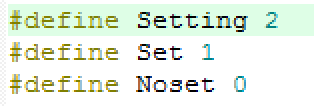 #define Setting 2
#define Set 1
#define Noset 0